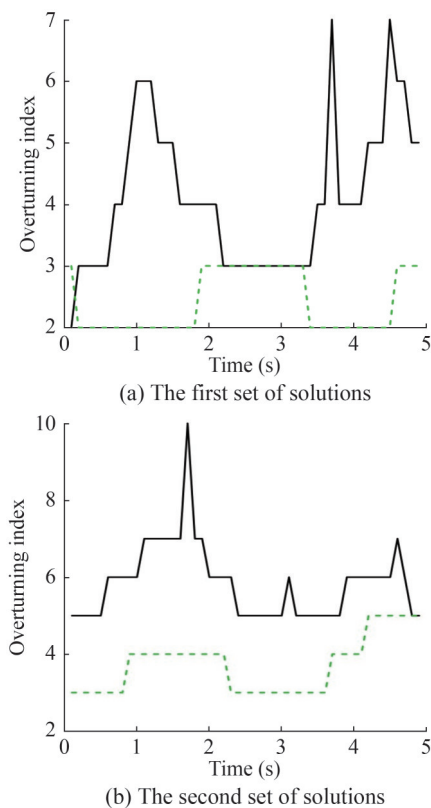 7
6
5
4
3
2
Overturning index
0 1 2 3 4 5
Time (s)
(a) The first set of solutions
10
8
6
4
2
Overturning index
0 1 2 3 4 5
Time (s)
(b) The second set of solutions